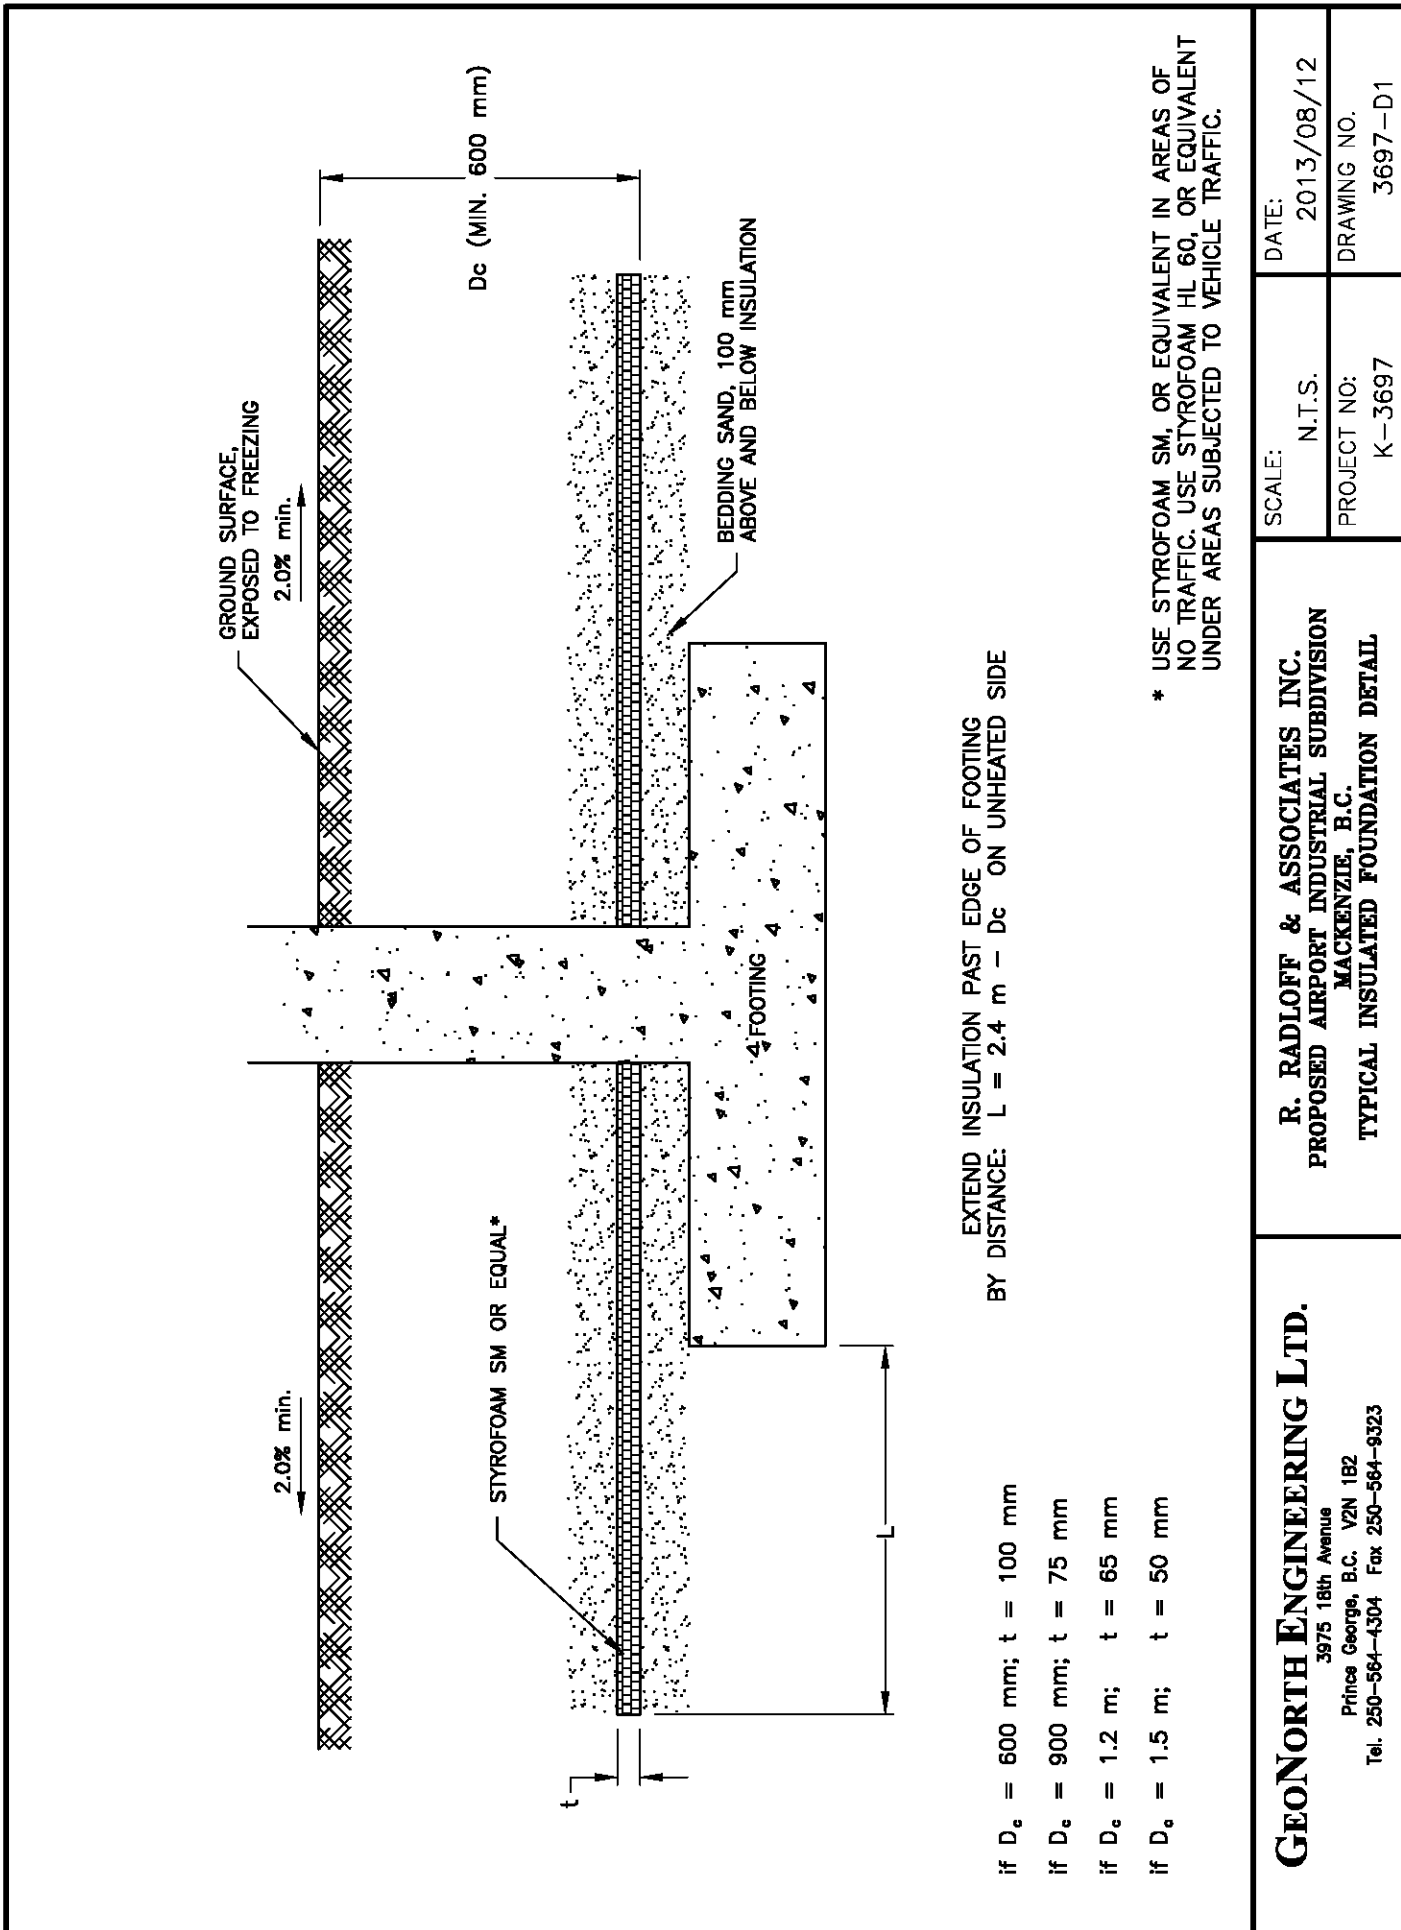 GROUND SURFACE,
EXPOSED TO FREEZING
2.0% min.
2.0% min.
Dc (MIN. 600 mm)
STYROFOAM SM OR EQUAL*
BEDDING SAND, 100 mm
ABOVE AND BELOW INSULATION
t
FOOTING
L
EXTEND INSULATION PAST EDGE OF FOOTING
BY DISTANCE: L = 2.4 m - Dc ON UNHEATED SIDE
if Dc = 600 mm; t = 100 mm
if Dc = 900 mm; t = 75 mm
if Dc = 1.2 m; t = 65 mm
if Dc = 1.5 m; t = 50 mm
* USE STYROFOAM SM, OR EQUIVALENT IN AREAS OF
NO TRAFFIC. USE STYROFOAM HL 60, OR EQUIVALENT
UNDER AREAS SUBJECTED TO VEHICLE TRAFFIC.
GEONORTH ENGINEERING LTD.
3975 18th Avenue
Prince George, B.C. V2N 1B2
Tel. 250-564-4304 Fax 250-564-9323
R. RADLOFF & ASSOCIATES INC.
PROPOSED AIRPORT INDUSTRIAL SUBDIVISION
MACKENZIE, B.C.
TYPICAL INSULATED FOUNDATION DETAIL
SCALE:
N.T.S.
DATE:
2013/08/12
PROJECT NO:
K-3697
DRAWING NO.
3697-D1